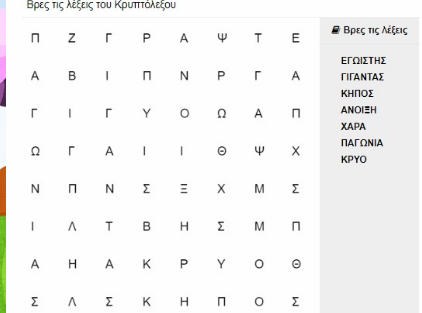 Βρες τις λέξεις του Κρυπτόλεξου
Π Ζ Γ Ρ Α Ψ Τ Ε
Α Β Ι Π Ν Ρ Γ Α
Γ Ι Γ Υ Ο Ω Α Π
Ω Γ Α Ι Ι Θ Ψ Χ
Ν Π Ν Σ Ξ Χ Μ Σ
Ι Λ Τ Β Η Σ Μ Π
Α Η Α Κ Ρ Υ Ο Θ
Σ Λ Σ Κ Η Π Ο Σ
Βρες τις λέξεις
ΕΓΩΙΣΤΗΣ
ΓΙΓΑΝΤΑΣ
ΚΗΠΟΣ
ΑΝΟΙΞΗ
ΧΑΡΑ
ΠΑΓΩΝΙΑ
ΚΡΥΟ